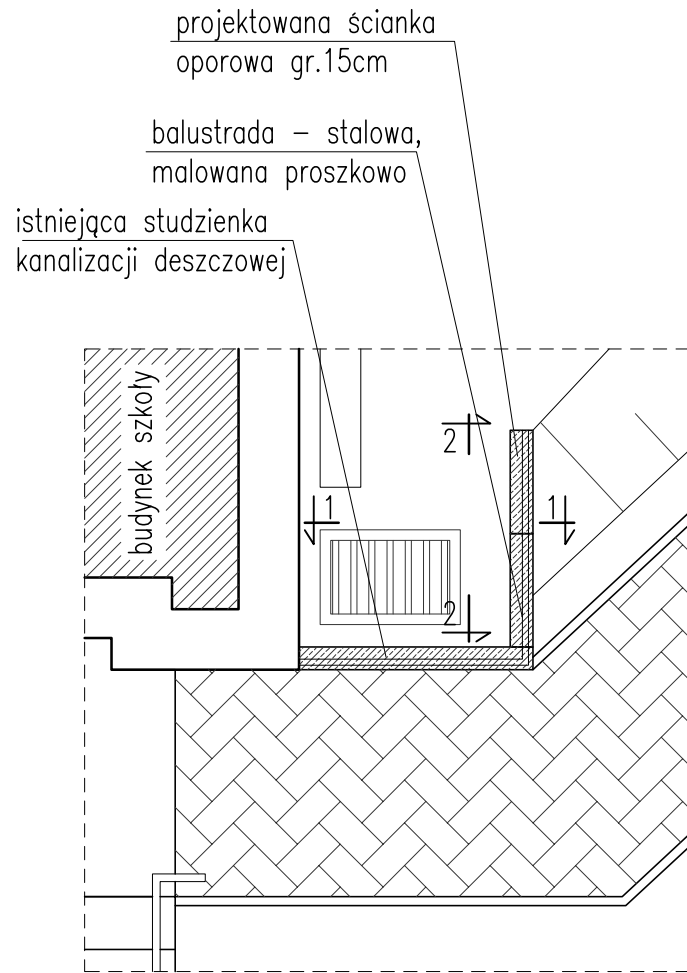 projektowana ścianka
oporowa gr.15cm
balustrada – stalowa,
malowana proszkowo
istniejąca studzienka
kanalizacji deszczowej
budynek szkoły
2
1
1
2